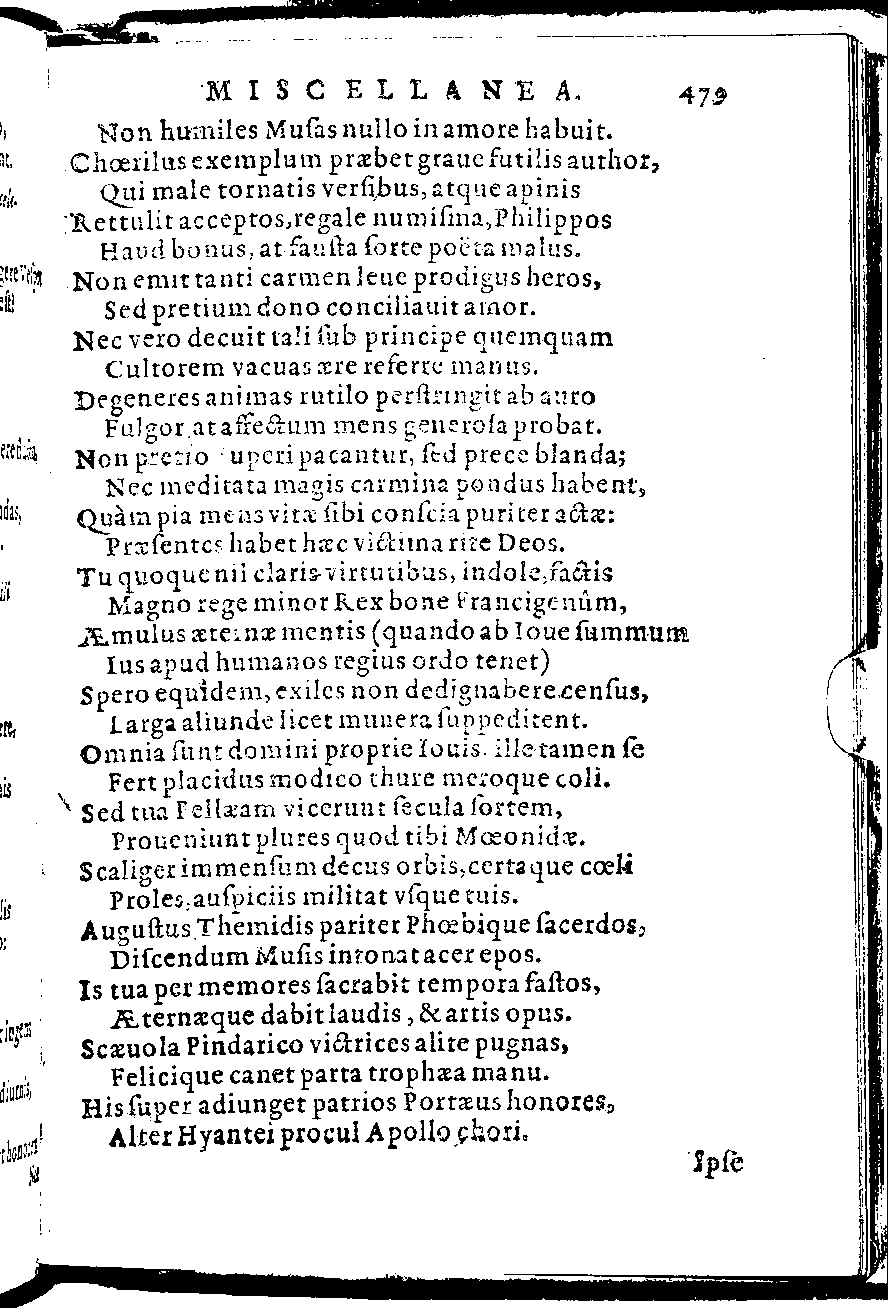 MISCELLANEA. 479
Non humiles Muſas nullo in amore habuit.
Chœrilus exemplum præbet graue futilis author,
Qui male tornatis verſibus, atque apinis
Rettulit acceptos, regale numiſma, Philippos
Haud bonus, at fauſta ſorte poëta malus.
Non emit tanti carmen leue prodigus heros,
Sed pretium dono conciliauit amor.
Nec vero decuit tali ſub principe quemquam
Cultorem vacuas ære referre manus.
Degeneres animas rutilo perſtringit ab auro
Fulgor, at affectum mens generoſa probat.
Non pretio ſuperi pacantur, ſed prece blanda;
Nec meditata magis carmina pondus habent,
Quàm pia mens vitæ ſibi conſcia puriter actæ:
Præſentes habet hæc victima rite Deos.
Tu quoque nil claris virtutibus, indole, factis
Magno rege minor Rex bone Francigenûm,
Æmulus æternæ mentis (quando ab Ioue ſummum
Ius apud humanos regius ordo tenet)
Spero equidem, exiles non dedignabere cenſus,
Larga aliunde licet munera ſuppeditent.
Omnia ſunt domini proprie Iouis. ille tamen ſe
Fert placidus modico thure meroque coli.
Sed tua Pellæam vicerunt ſecula ſortem,
Proueniunt plures quod tibi Mœonidæ.
Scaliger immenſum decus orbis, certaque cœli
Proles, auſpiciis militat vſque tuis.
Auguſtus Themidis pariter Phœbique ſacerdos,
Diſcendum Muſis intonat acer epos.
Is tua per memores ſacrabit tempora faſtos,
Æternæque dabit laudis, & artis opus.
Scæuola Pindarico victrices alite pugnas,
Felicique canet parta trophæa manu.
His ſuper adiunget patrios Portæus honores,
Alter Hyantei procul Apollo chori.
Ipſe